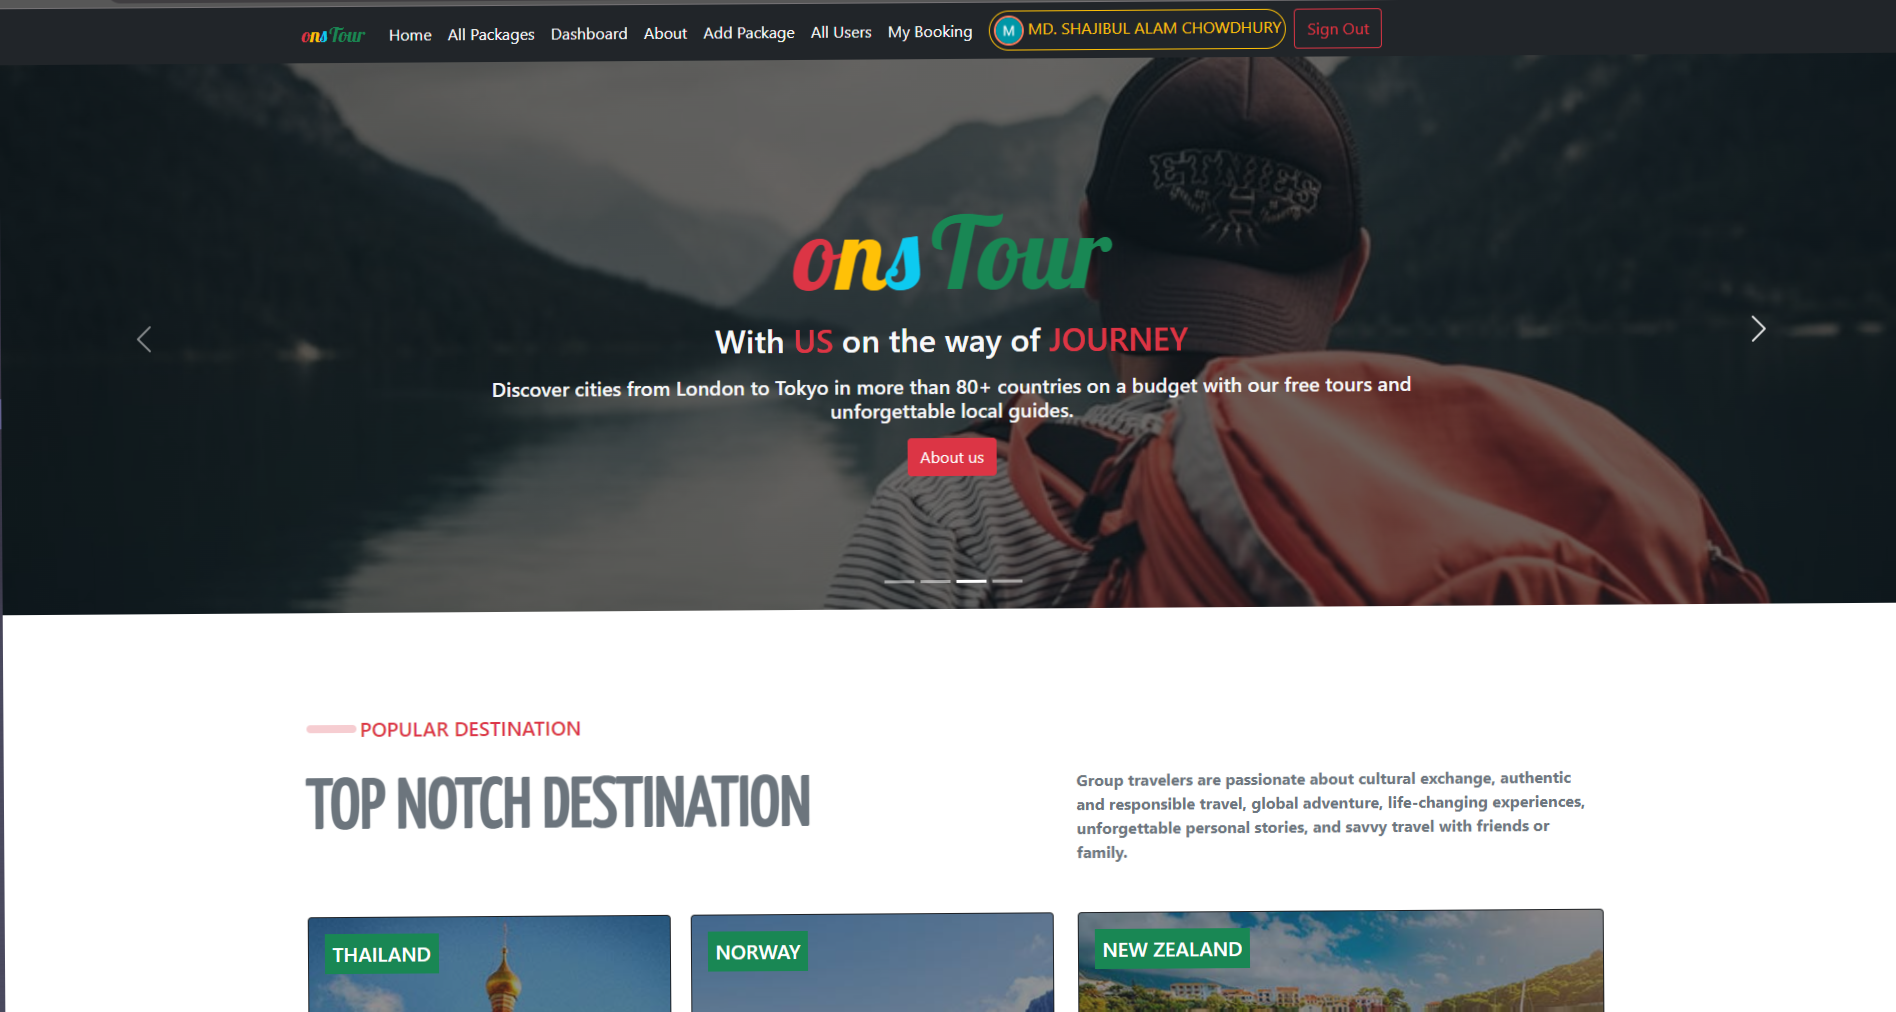 onsTour Home All Packages Dashboard About Add Package All Users My Booking M MD. SHAJIBUL ALAM CHOWDHURY Sign Out
ETNIES
onsTour
With US on the way of JOURNEY
Discover cities from London to Tokyo in more than 80+ countries on a budget with our free tours and
unforgettable local guides.
About us
POPULAR DESTINATION
TOP NOTCH DESTINATION
Group travelers are passionate about cultural exchange, authentic
and responsible travel, global adventure, life-changing experiences,
unforgettable personal stories, and savvy travel with friends or
family.
THAILAND
NORWAY
NEW ZEALAND